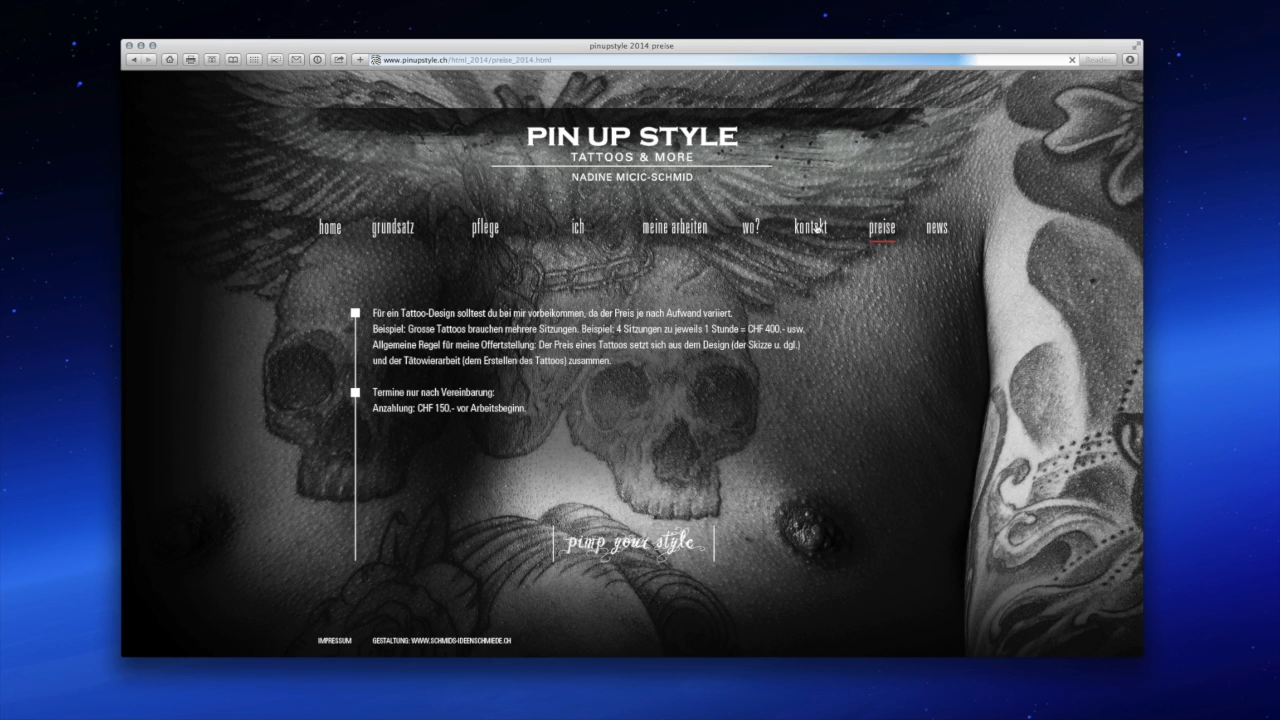 pinupstyle 2014 preise
www.pinupstyle.ch/html_2014/preise_2014.html
Reader
PIN UP STYLE
TATTOOS & MORE
NADINE MICIC-SCHMID
home grundsatz pflege ich meine arbeiten wo? kontakt preise news
Für ein Tattoo-Design solltest du bei mir vorbeikommen, da der Preis je nach Aufwand variiert.
Beispiel: Grosse Tattoos brauchen mehrere Sitzungen. Beispiel: 4 Sitzungen zu jeweils 1 Stunde = CHF 400.- usw.
Allgemeine Regel für meine Offertstellung: Der Preis eines Tattoos setzt sich aus dem Design (der Skizze u. dgl.)
und der Tätowierarbeit (dem Erstellen des Tattoos) zusammen.
Termine nur nach Vereinbarung:
Anzahlung: CHF 150.- vor Arbeitsbeginn.
pimp your style
IMPRESSUM GESTALTUNG: WWW.SCHMIDS-IDEENSCHMIEDE.CH